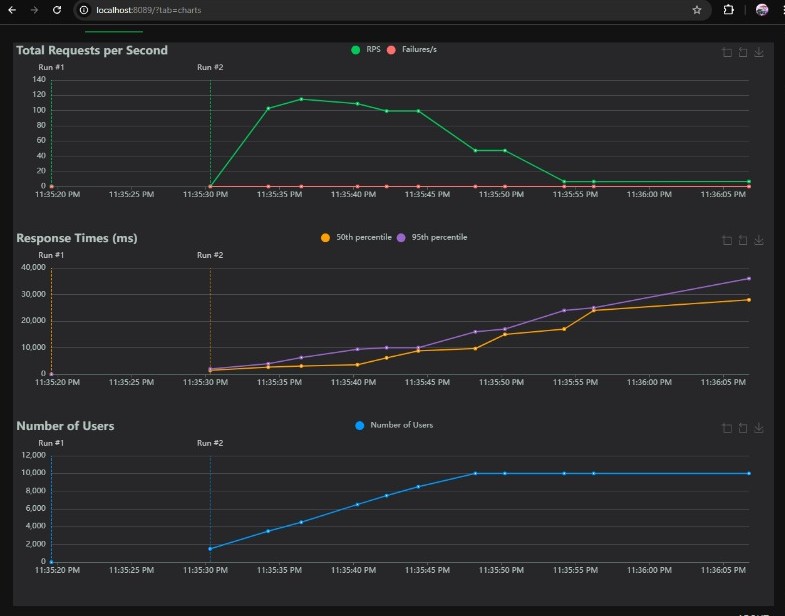 localhost:8089/?tab=charts
Total Requests per Second
RPS Failures/s
Run #1 Run #2
140
120
100
80
60
40
20
0
11:35:20 PM 11:35:25 PM 11:35:30 PM 11:35:35 PM 11:35:40 PM 11:35:45 PM 11:35:50 PM 11:35:55 PM 11:36:00 PM 11:36:05 PM
Response Times (ms)
50th percentile 95th percentile
Run #1 Run #2
40,000
30,000
20,000
10,000
0
11:35:20 PM 11:35:25 PM 11:35:30 PM 11:35:35 PM 11:35:40 PM 11:35:45 PM 11:35:50 PM 11:35:55 PM 11:36:00 PM 11:36:05 PM
Number of Users
Number of Users
Run #1 Run #2
12,000
10,000
8,000
6,000
4,000
2,000
0
11:35:20 PM 11:35:25 PM 11:35:30 PM 11:35:35 PM 11:35:40 PM 11:35:45 PM 11:35:50 PM 11:35:55 PM 11:36:00 PM 11:36:05 PM